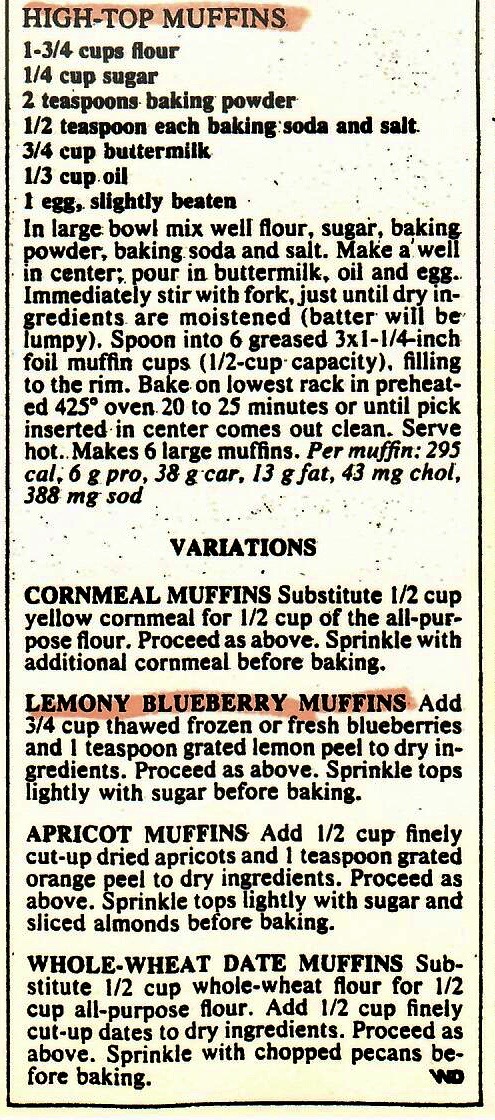 HIGH-TOP MUFFINS
1-3/4 cups flour
1/4 cup sugar
2 teaspoons baking powder
1/2 teaspoon each baking soda and salt
3/4 cup buttermilk
1/3 cup oil
1 egg, slightly beaten
In large bowl mix well flour, sugar, baking
powder, baking soda and salt. Make a well
in center; pour in buttermilk, oil and egg.
Immediately stir with fork, just until dry in-
gredients are moistened (batter will be
lumpy). Spoon into 6 greased 3x1-1/4-inch
foil muffin cups (1/2-cup capacity), filling
to the rim. Bake on lowest rack in preheat-
ed 425° oven 20 to 25 minutes or until pick
inserted in center comes out clean. Serve
hot. Makes 6 large muffins. Per muffin: 295
cal, 6 g pro, 38 g car, 13 g fat, 43 mg chol,
388 mg sod
VARIATIONS
CORNMEAL MUFFINS Substitute 1/2 cup
yellow cornmeal for 1/2 cup of the all-pur-
pose flour. Proceed as above. Sprinkle with
additional cornmeal before baking.
LEMONY BLUEBERRY MUFFINS Add
3/4 cup thawed frozen or fresh blueberries
and 1 teaspoon grated lemon peel to dry in-
gredients. Proceed as above. Sprinkle tops
lightly with sugar before baking.
APRICOT MUFFINS Add 1/2 cup finely
cut-up dried apricots and 1 teaspoon grated
orange peel to dry ingredients. Proceed as
above. Sprinkle tops lightly with sugar and
sliced almonds before baking.
WHOLE-WHEAT DATE MUFFINS Sub-
stitute 1/2 cup whole-wheat flour for 1/2
cup all-purpose flour. Add 1/2 cup finely
cut-up dates to dry ingredients. Proceed as
above. Sprinkle with chopped pecans be-
fore baking. WD